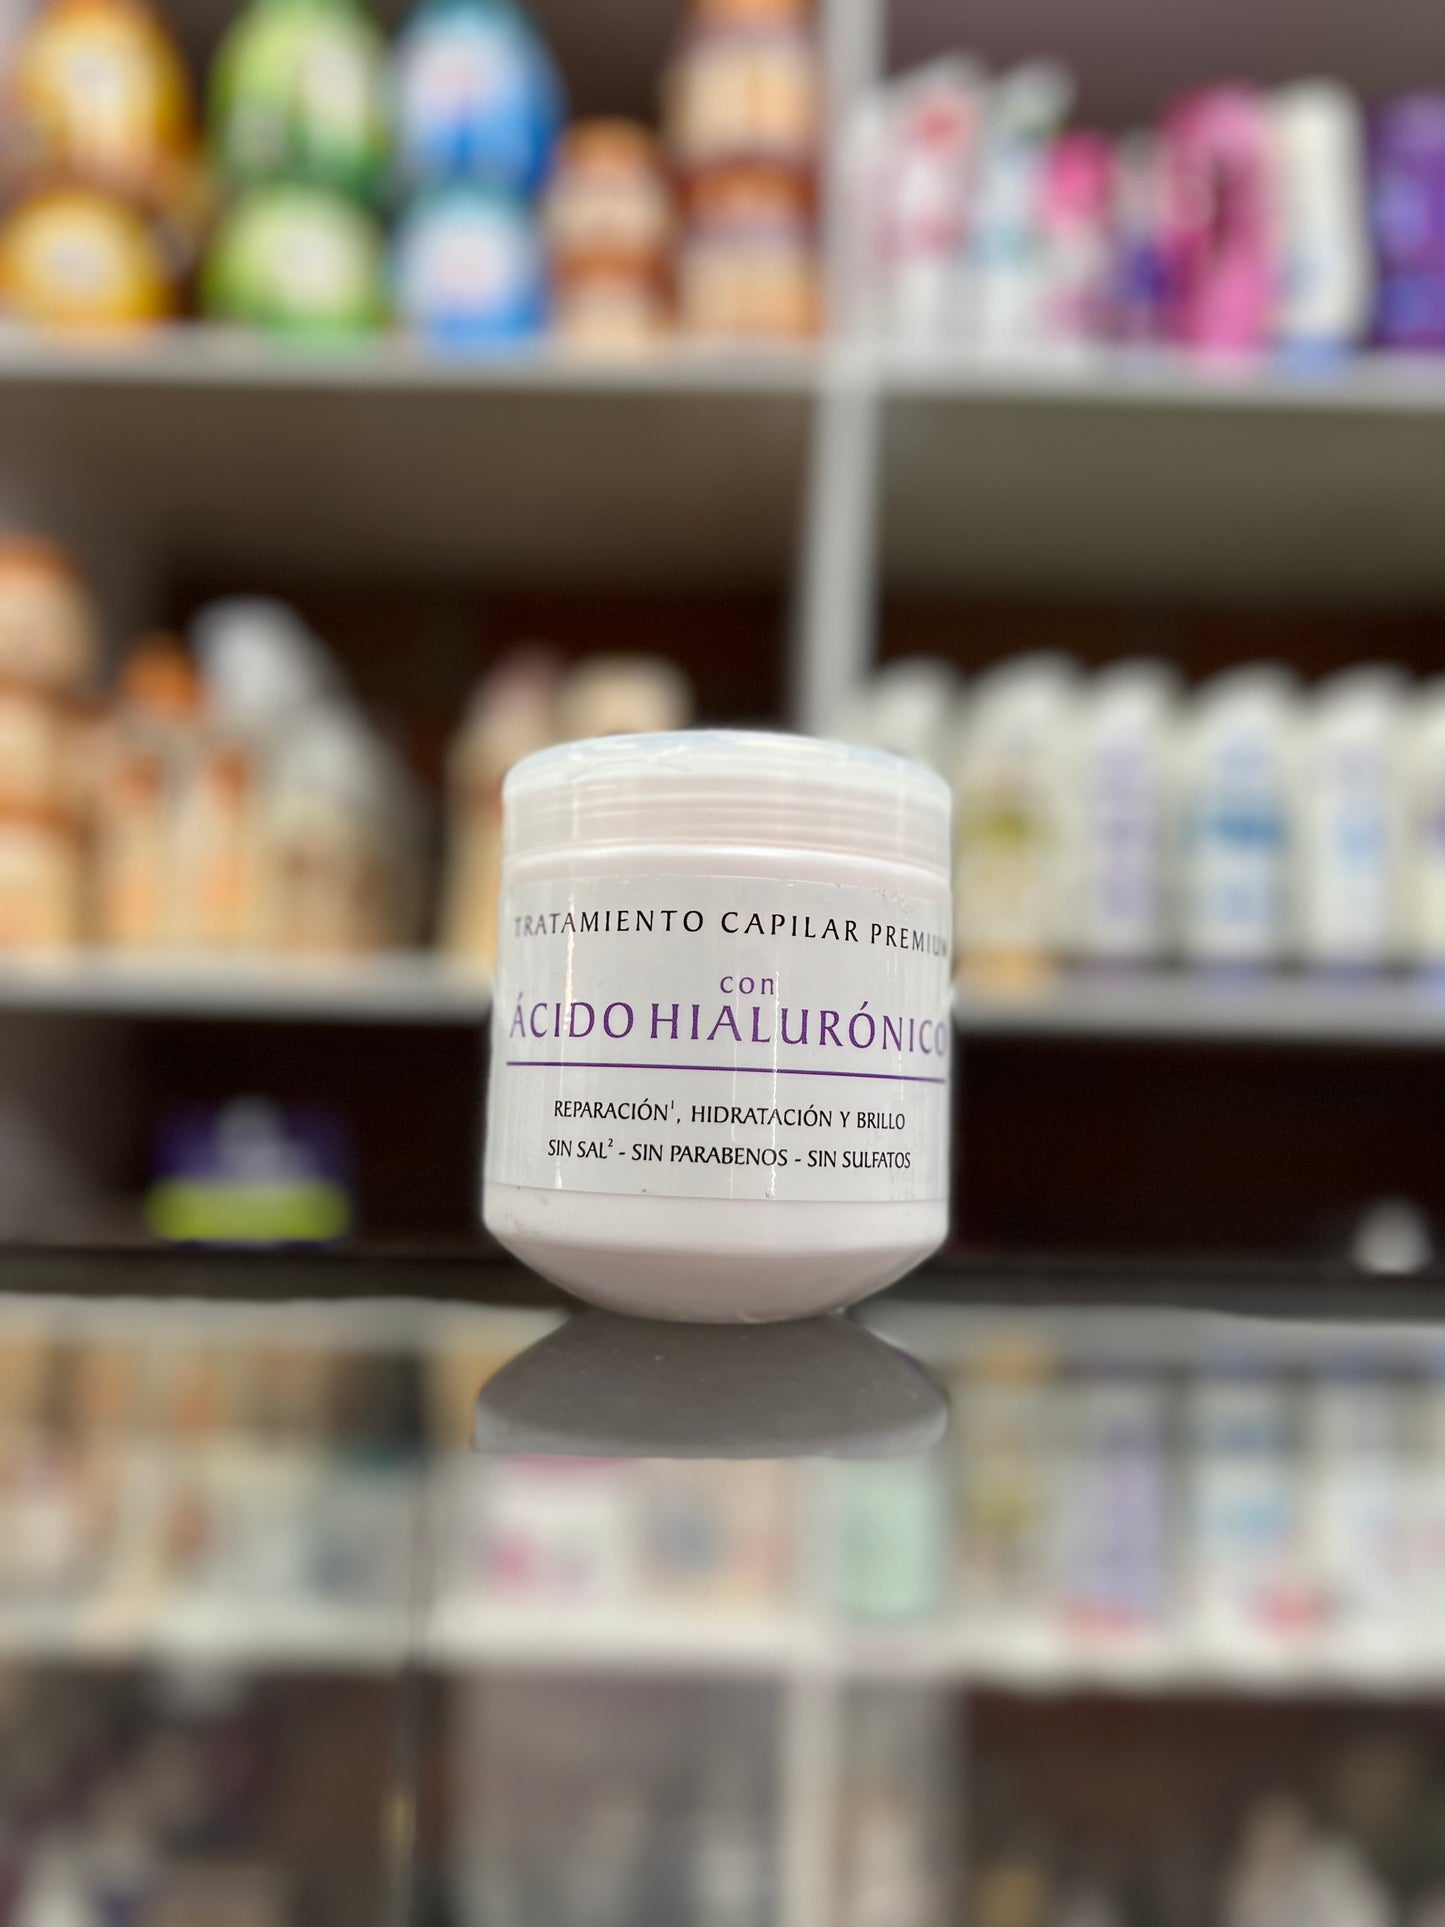 TRATAMIENTO CAPILAR PREMIUM
con
ÁCIDO HIALURÓNICO
REPARACIÓN¹, HIDRATACIÓN Y BRILLO
SIN SAL² - SIN PARABENOS - SIN SULFATOS